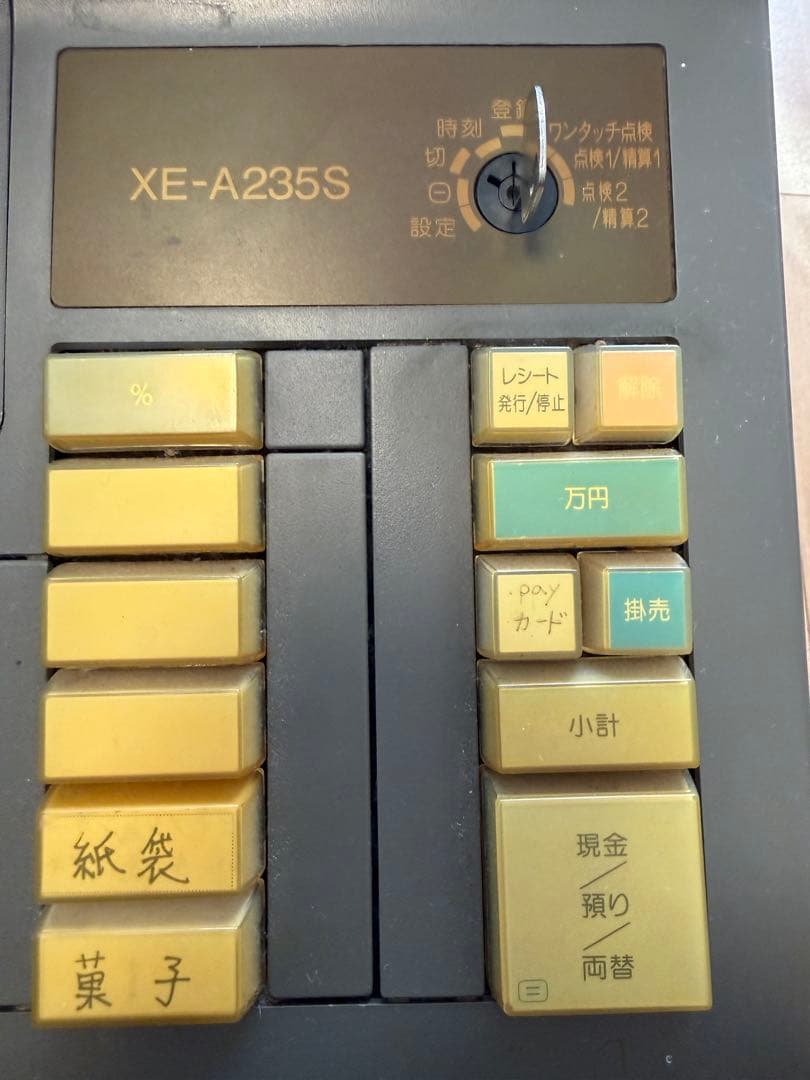 XE-A235S
登録
時刻
ワンタッチ点検
切
点検1/精算1
⊖
点検2
/精算2
設定
%
レシート
発行/停止
解除
万円
pay
カード
掛売
小計
紙袋
現金
/
預り
/
両替
=
菓子